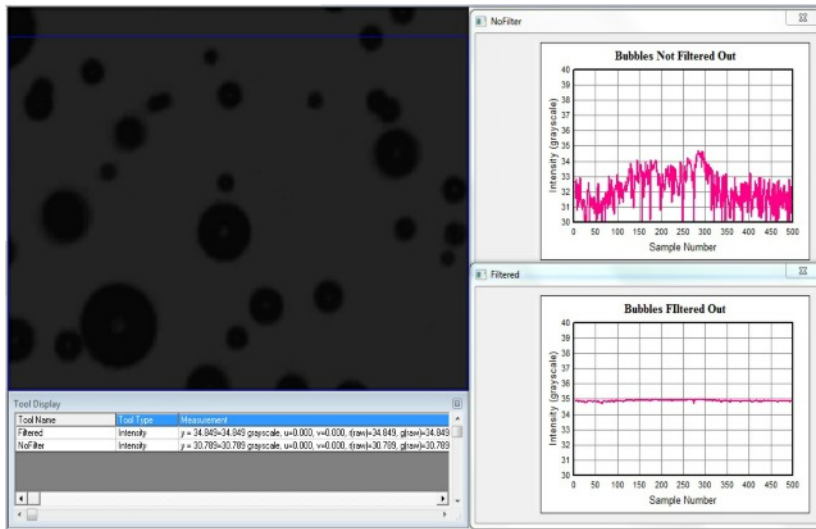 NoFilter
Bubbles Not Filtered Out
40
39
38
37
36
35
34
33
32
31
30
Intensity (grayscale)
0 50 100 150 200 250 300 350 400 450 500
Sample Number
Filtered
Bubbles FIltered Out
40
39
38
37
36
35
34
33
32
31
30
Intensity (grayscale)
0 50 100 150 200 250 300 350 400 450 500
Sample Number
Tool Display
Tool Name Tool Type Measurement
Filtered Intensity y = 34.849=34.849 grayscale, u=0.000, v=0.000, r(raw)=34.849, g(raw)=34.849
NoFilter Intensity y = 30.789=30.789 grayscale, u=0.000, v=0.000, r(raw)=30.789, g(raw)=30.789